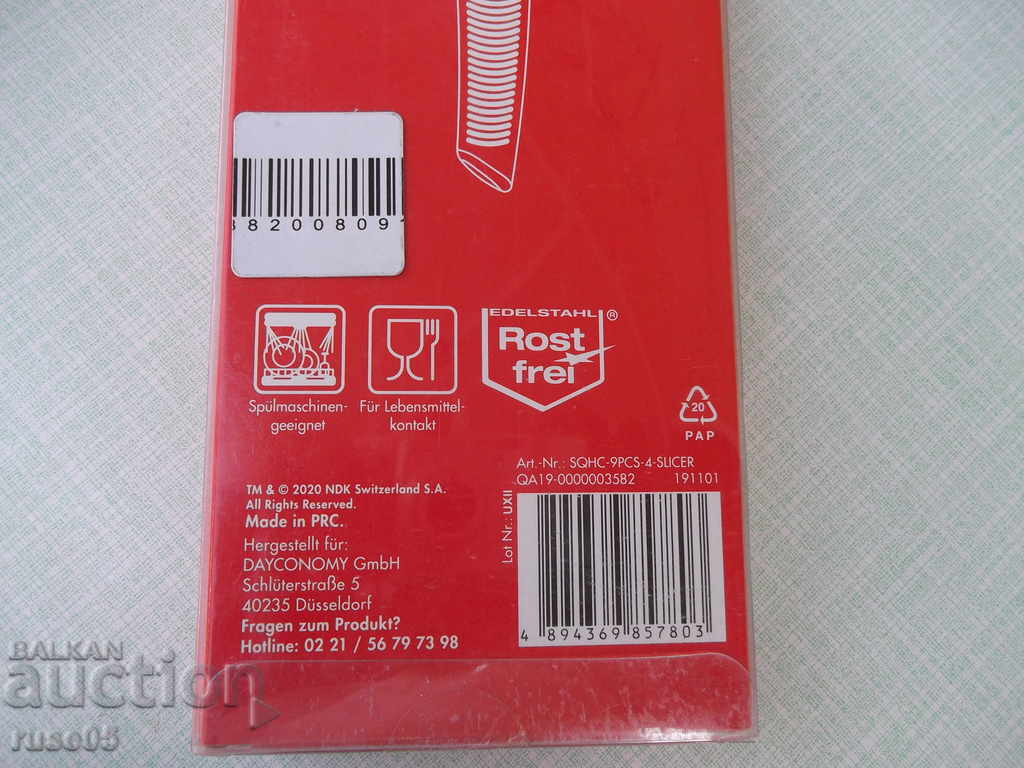 88200809
EDELSTAHL ®
Rost
frei
Spülmaschinen-
geeignet
Für Lebensmittel-
kontakt
20
PAP
Art.-Nr.: SQHC-9PCS-4-SLICER
QA19-0000003582 191101
Lot Nr.: UXII
4 894369 857803
TM & © 2020 NDK Switzerland S.A.
All Rights Reserved.
Made in PRC.
Hergestellt für:
DAYCONOMY GmbH
Schlüterstraße 5
40235 Düsseldorf
Fragen zum Produkt?
Hotline: 02 21 / 56 79 73 98
BALKAN
auction
ruso05